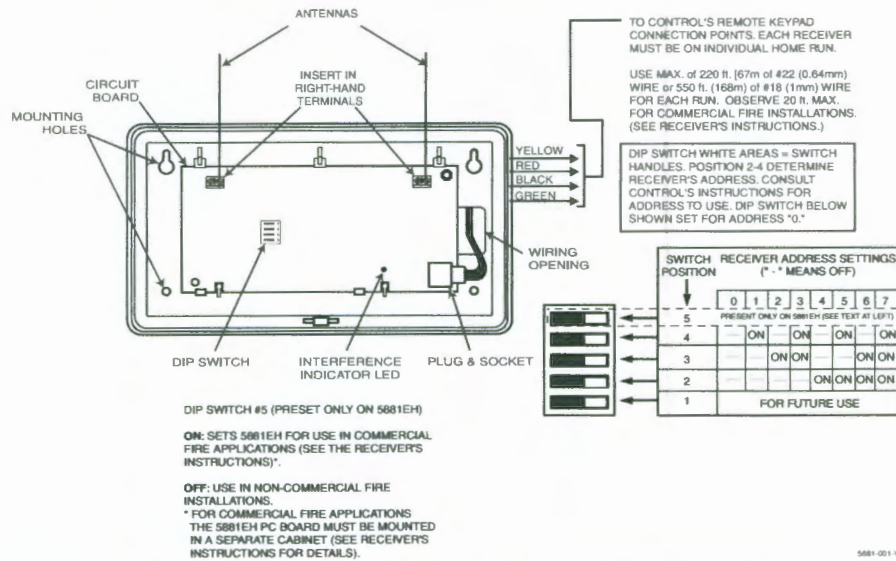 ANTENNAS
CIRCUIT
BOARD
INSERT IN
RIGHT-HAND
TERMINALS
MOUNTING
HOLES
YELLOW
RED
BLACK
GREEN
WIRING
OPENING
DIP SWITCH
INTERFERENCE
INDICATOR LED
PLUG & SOCKET
TO CONTROL'S REMOTE KEYPAD
CONNECTION POINTS. EACH RECEIVER
MUST BE ON INDIVIDUAL HOME RUN.
USE MAX. of 220 ft. [67m of #22 (0.64mm)
WIRE or 550 ft. (168m) of #18 (1mm) WIRE
FOR EACH RUN. OBSERVE 20 ft. MAX.
FOR COMMERCIAL FIRE INSTALLATIONS.
(SEE RECEIVER'S INSTRUCTIONS.)
DIP SWITCH WHITE AREAS = SWITCH
HANDLES. POSITION 2-4 DETERMINE
RECEIVER'S ADDRESS. CONSULT
CONTROL'S INSTRUCTIONS FOR
ADDRESS TO USE. DIP SWITCH BELOW
SHOWN SET FOR ADDRESS "0."
SWITCH POSITION RECEIVER ADDRESS SETTINGS
(" - " MEANS OFF)
0 1 2 3 4 5 6 7
5 PRESENT ONLY ON 5881EH (SEE TEXT AT LEFT)
4 — ON — ON — ON — ON
3 — — ON ON — — ON ON
2 — — — — ON ON ON ON
1 FOR FUTURE USE
DIP SWITCH #5 (PRESET ONLY ON 5881EH)
ON: SETS 5881EH FOR USE IN COMMERCIAL
FIRE APPLICATIONS (SEE THE RECEIVER'S
INSTRUCTIONS)*.
OFF: USE IN NON-COMMERCIAL FIRE
INSTALLATIONS.
* FOR COMMERCIAL FIRE APPLICATIONS
THE 5881EH PC BOARD MUST BE MOUNTED
IN A SEPARATE CABINET (SEE RECEIVER'S
INSTRUCTIONS FOR DETAILS).